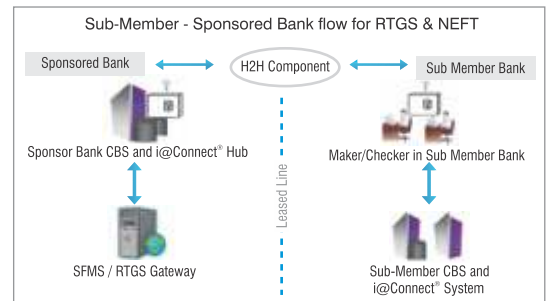 Sub-Member - Sponsored Bank flow for RTGS & NEFT
Sponsored Bank
H2H Component
Sub Member Bank
Sponsor Bank CBS and i@Connect® Hub
Maker/Checker in Sub Member Bank
Leased Line
SFMS / RTGS Gateway
Sub-Member CBS and
i@Connect® System